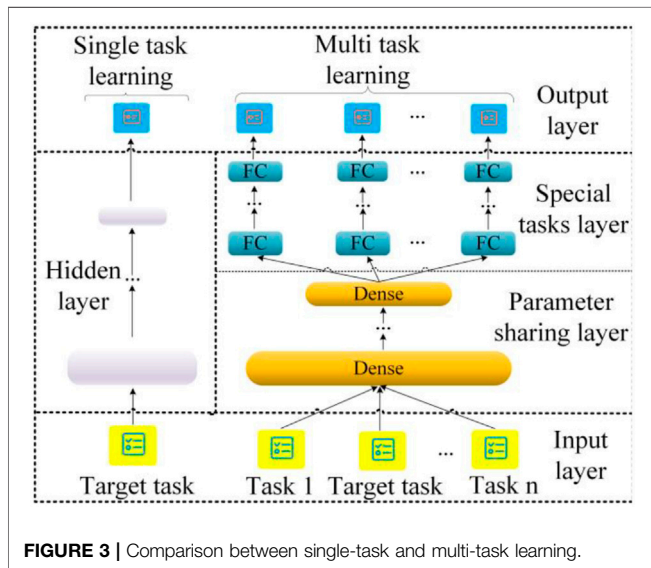 Single task
learning
Multi task
learning
Output
layer
FC FC ... FC
... ... ...
FC FC ... FC
Special
tasks layer
Hidden
layer
...
Dense
...
Dense
Parameter
sharing layer
Input
layer
...
Target task
Task 1 Target task Task n
FIGURE 3 | Comparison between single-task and multi-task learning.